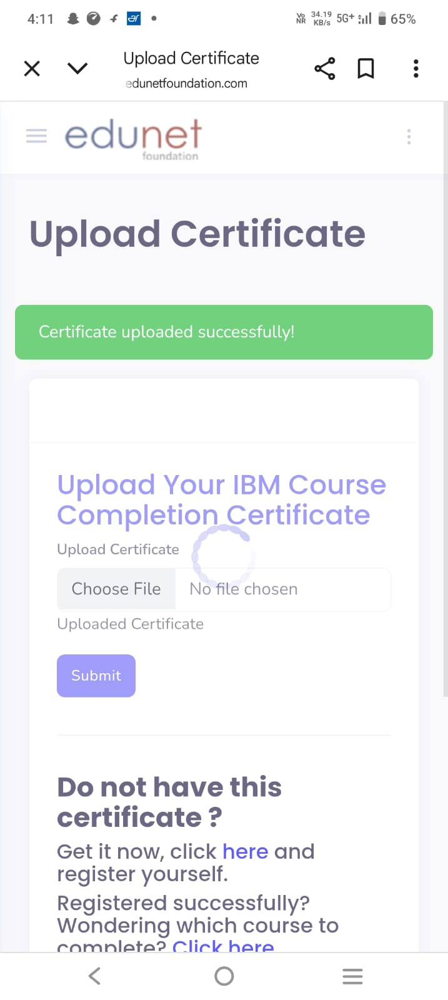 4:11
Vo NR 34.19 KB/s 5G+ 65%
Upload Certificate
edunetfoundation.com
edunet
foundation
Upload Certificate
Certificate uploaded successfully!
Upload Your IBM Course
Completion Certificate
Upload Certificate
Choose File No file chosen
Uploaded Certificate
Submit
Do not have this
certificate ?
Get it now, click here and
register yourself.
Registered successfully?
Wondering which course to
complete? Click here